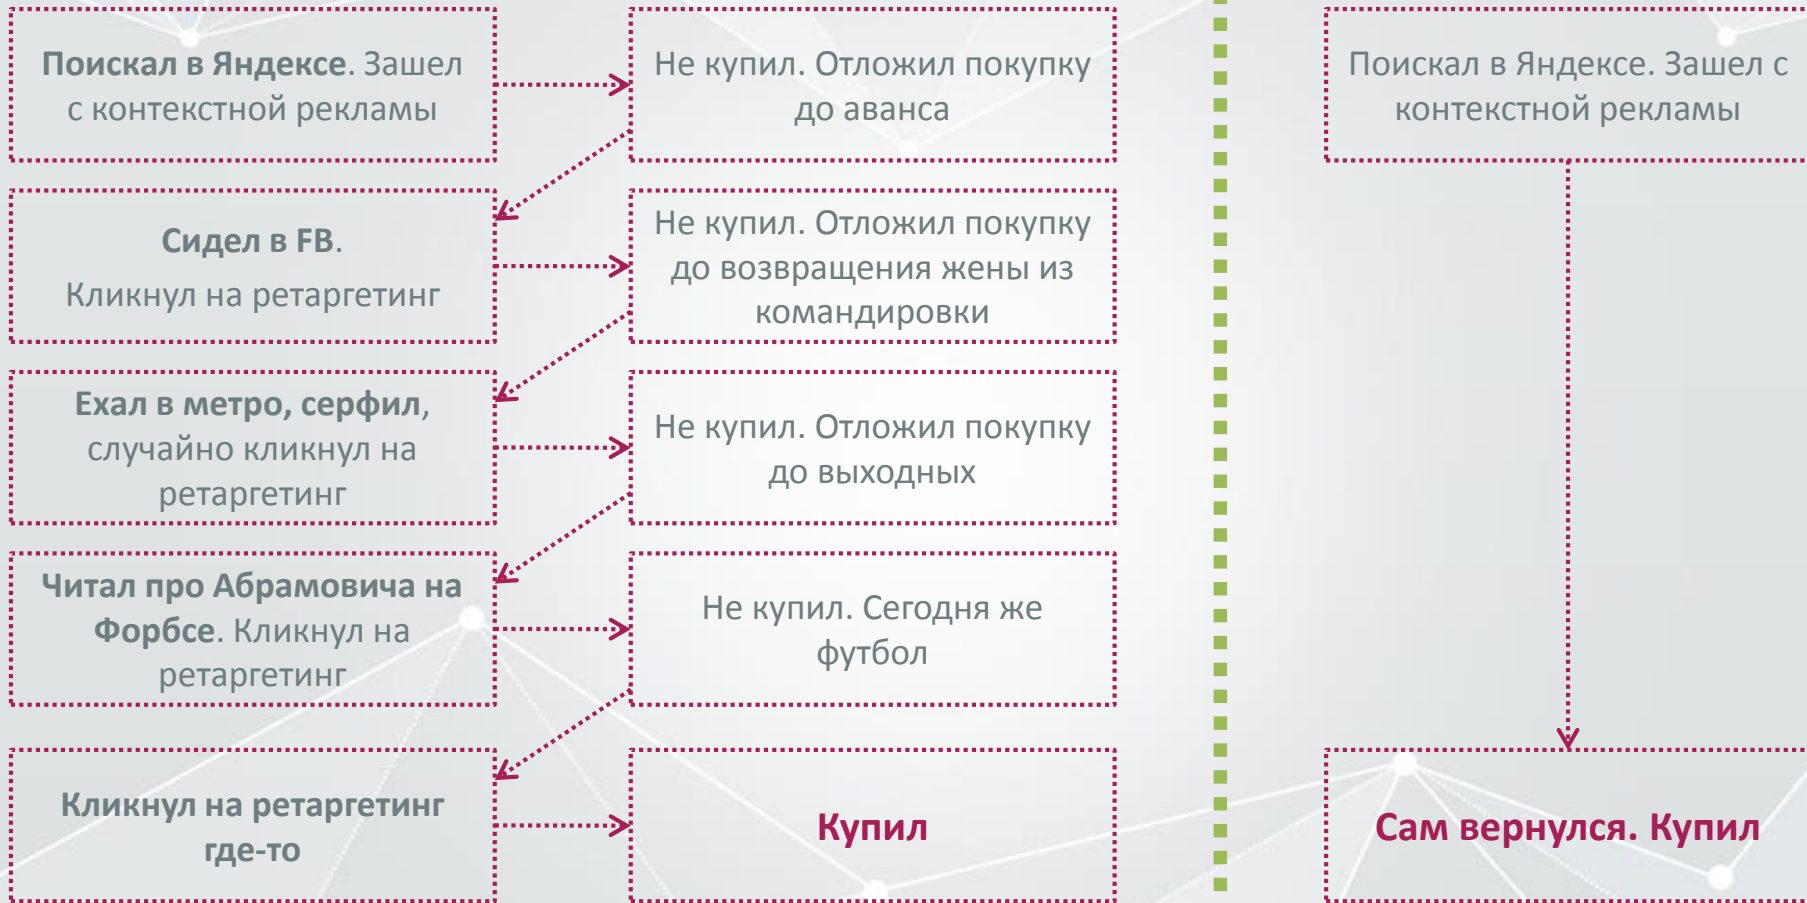 Поискал в Яндексе. Зашел
с контекстной рекламы
Не купил. Отложил покупку
до аванса
Сидел в FB.
Кликнул на ретаргетинг
Не купил. Отложил покупку
до возвращения жены из
командировки
Ехал в метро, серфил,
случайно кликнул на
ретаргетинг
Не купил. Отложил покупку
до выходных
Читал про Абрамовича на
Форбсе. Кликнул на
ретаргетинг
Не купил. Сегодня же
футбол
Кликнул на ретаргетинг
где-то
Купил
Поискал в Яндексе. Зашел с
контекстной рекламы
Сам вернулся. Купил